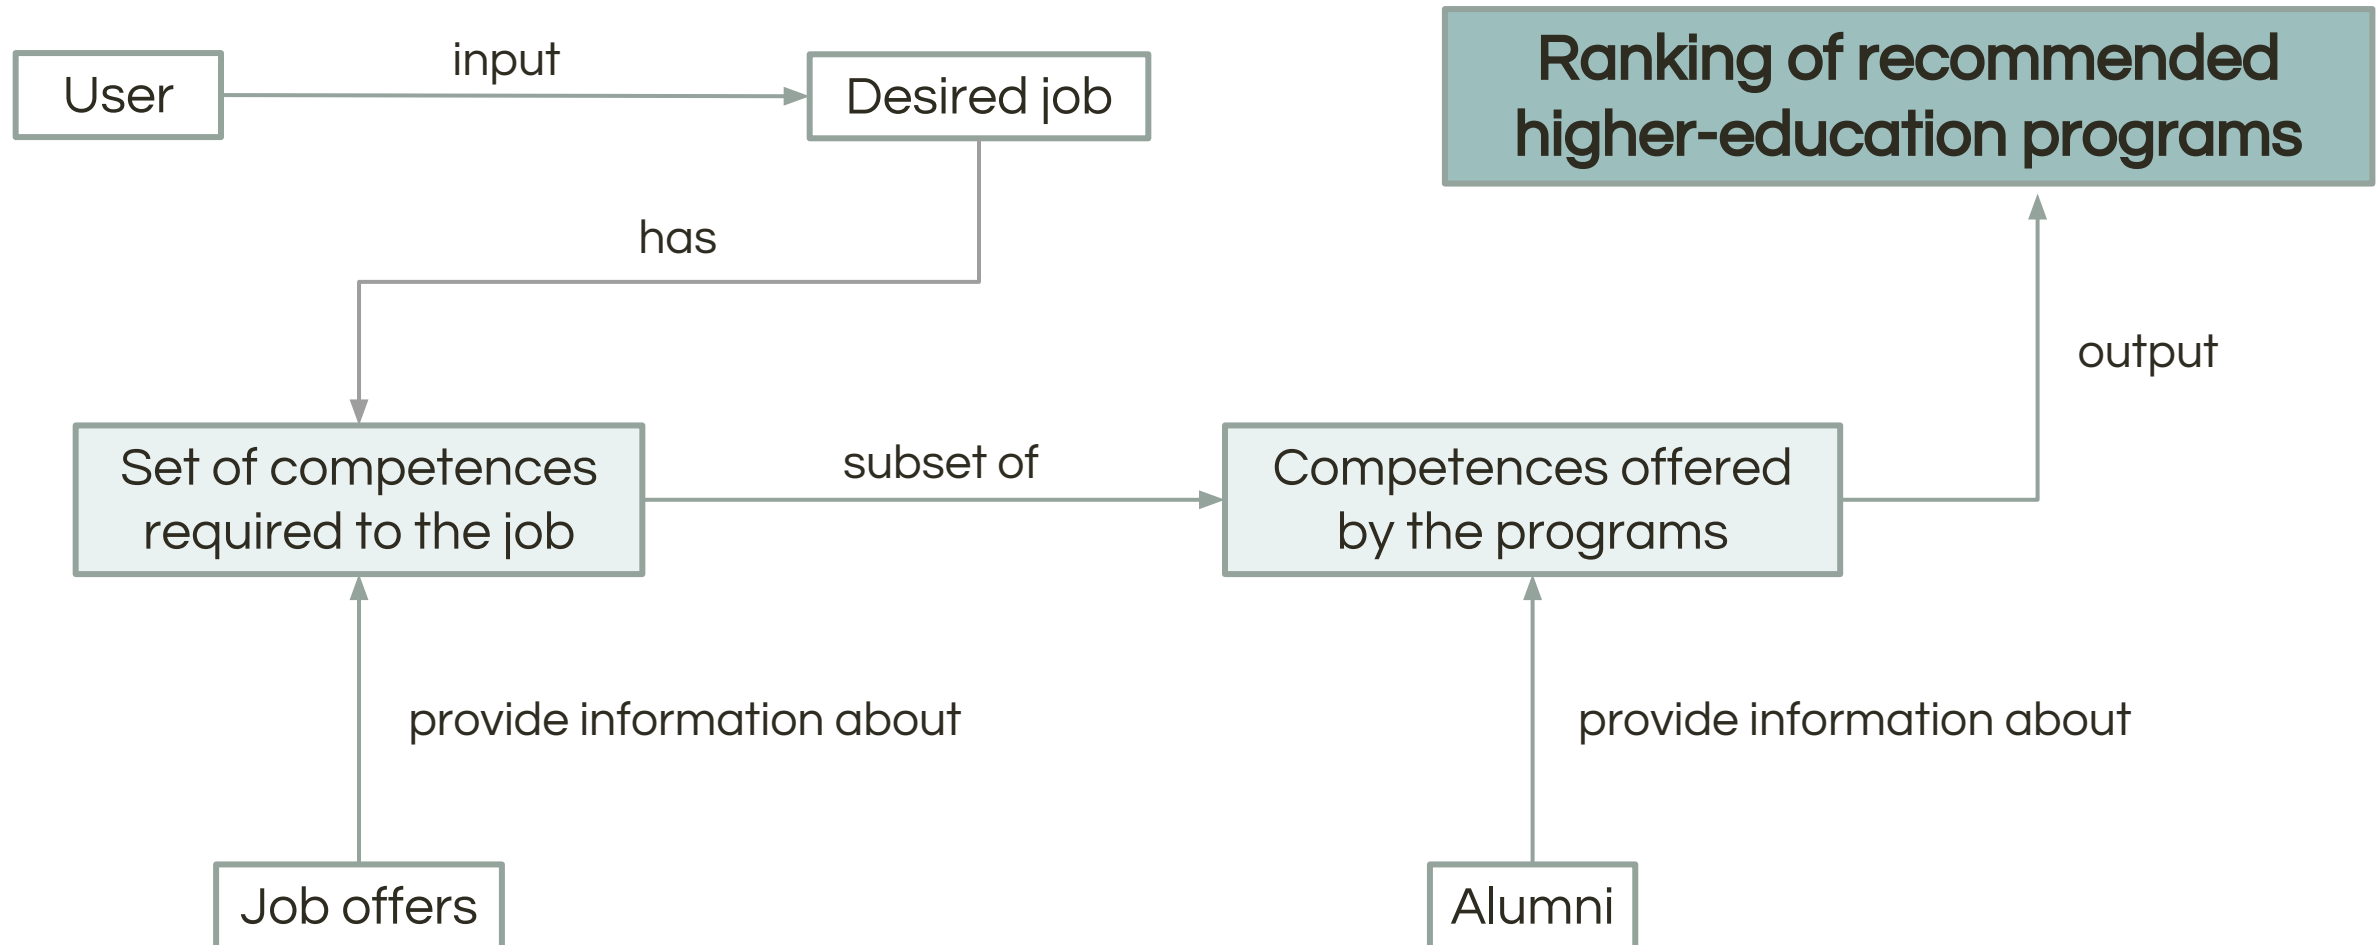 User
input
Desired job
Ranking of recommended
higher-education programs
has
output
Set of competences
required to the job
subset of
Competences offered
by the programs
provide information about
provide information about
Job offers
Alumni